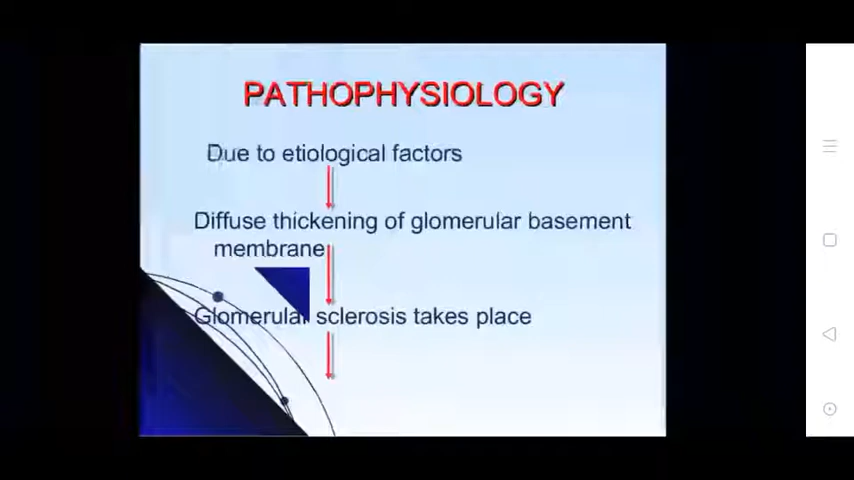 PATHOPHYSIOLOGY
Due to etiological factors
Diffuse thickening of glomerular basement
membrane
Glomerular sclerosis takes place